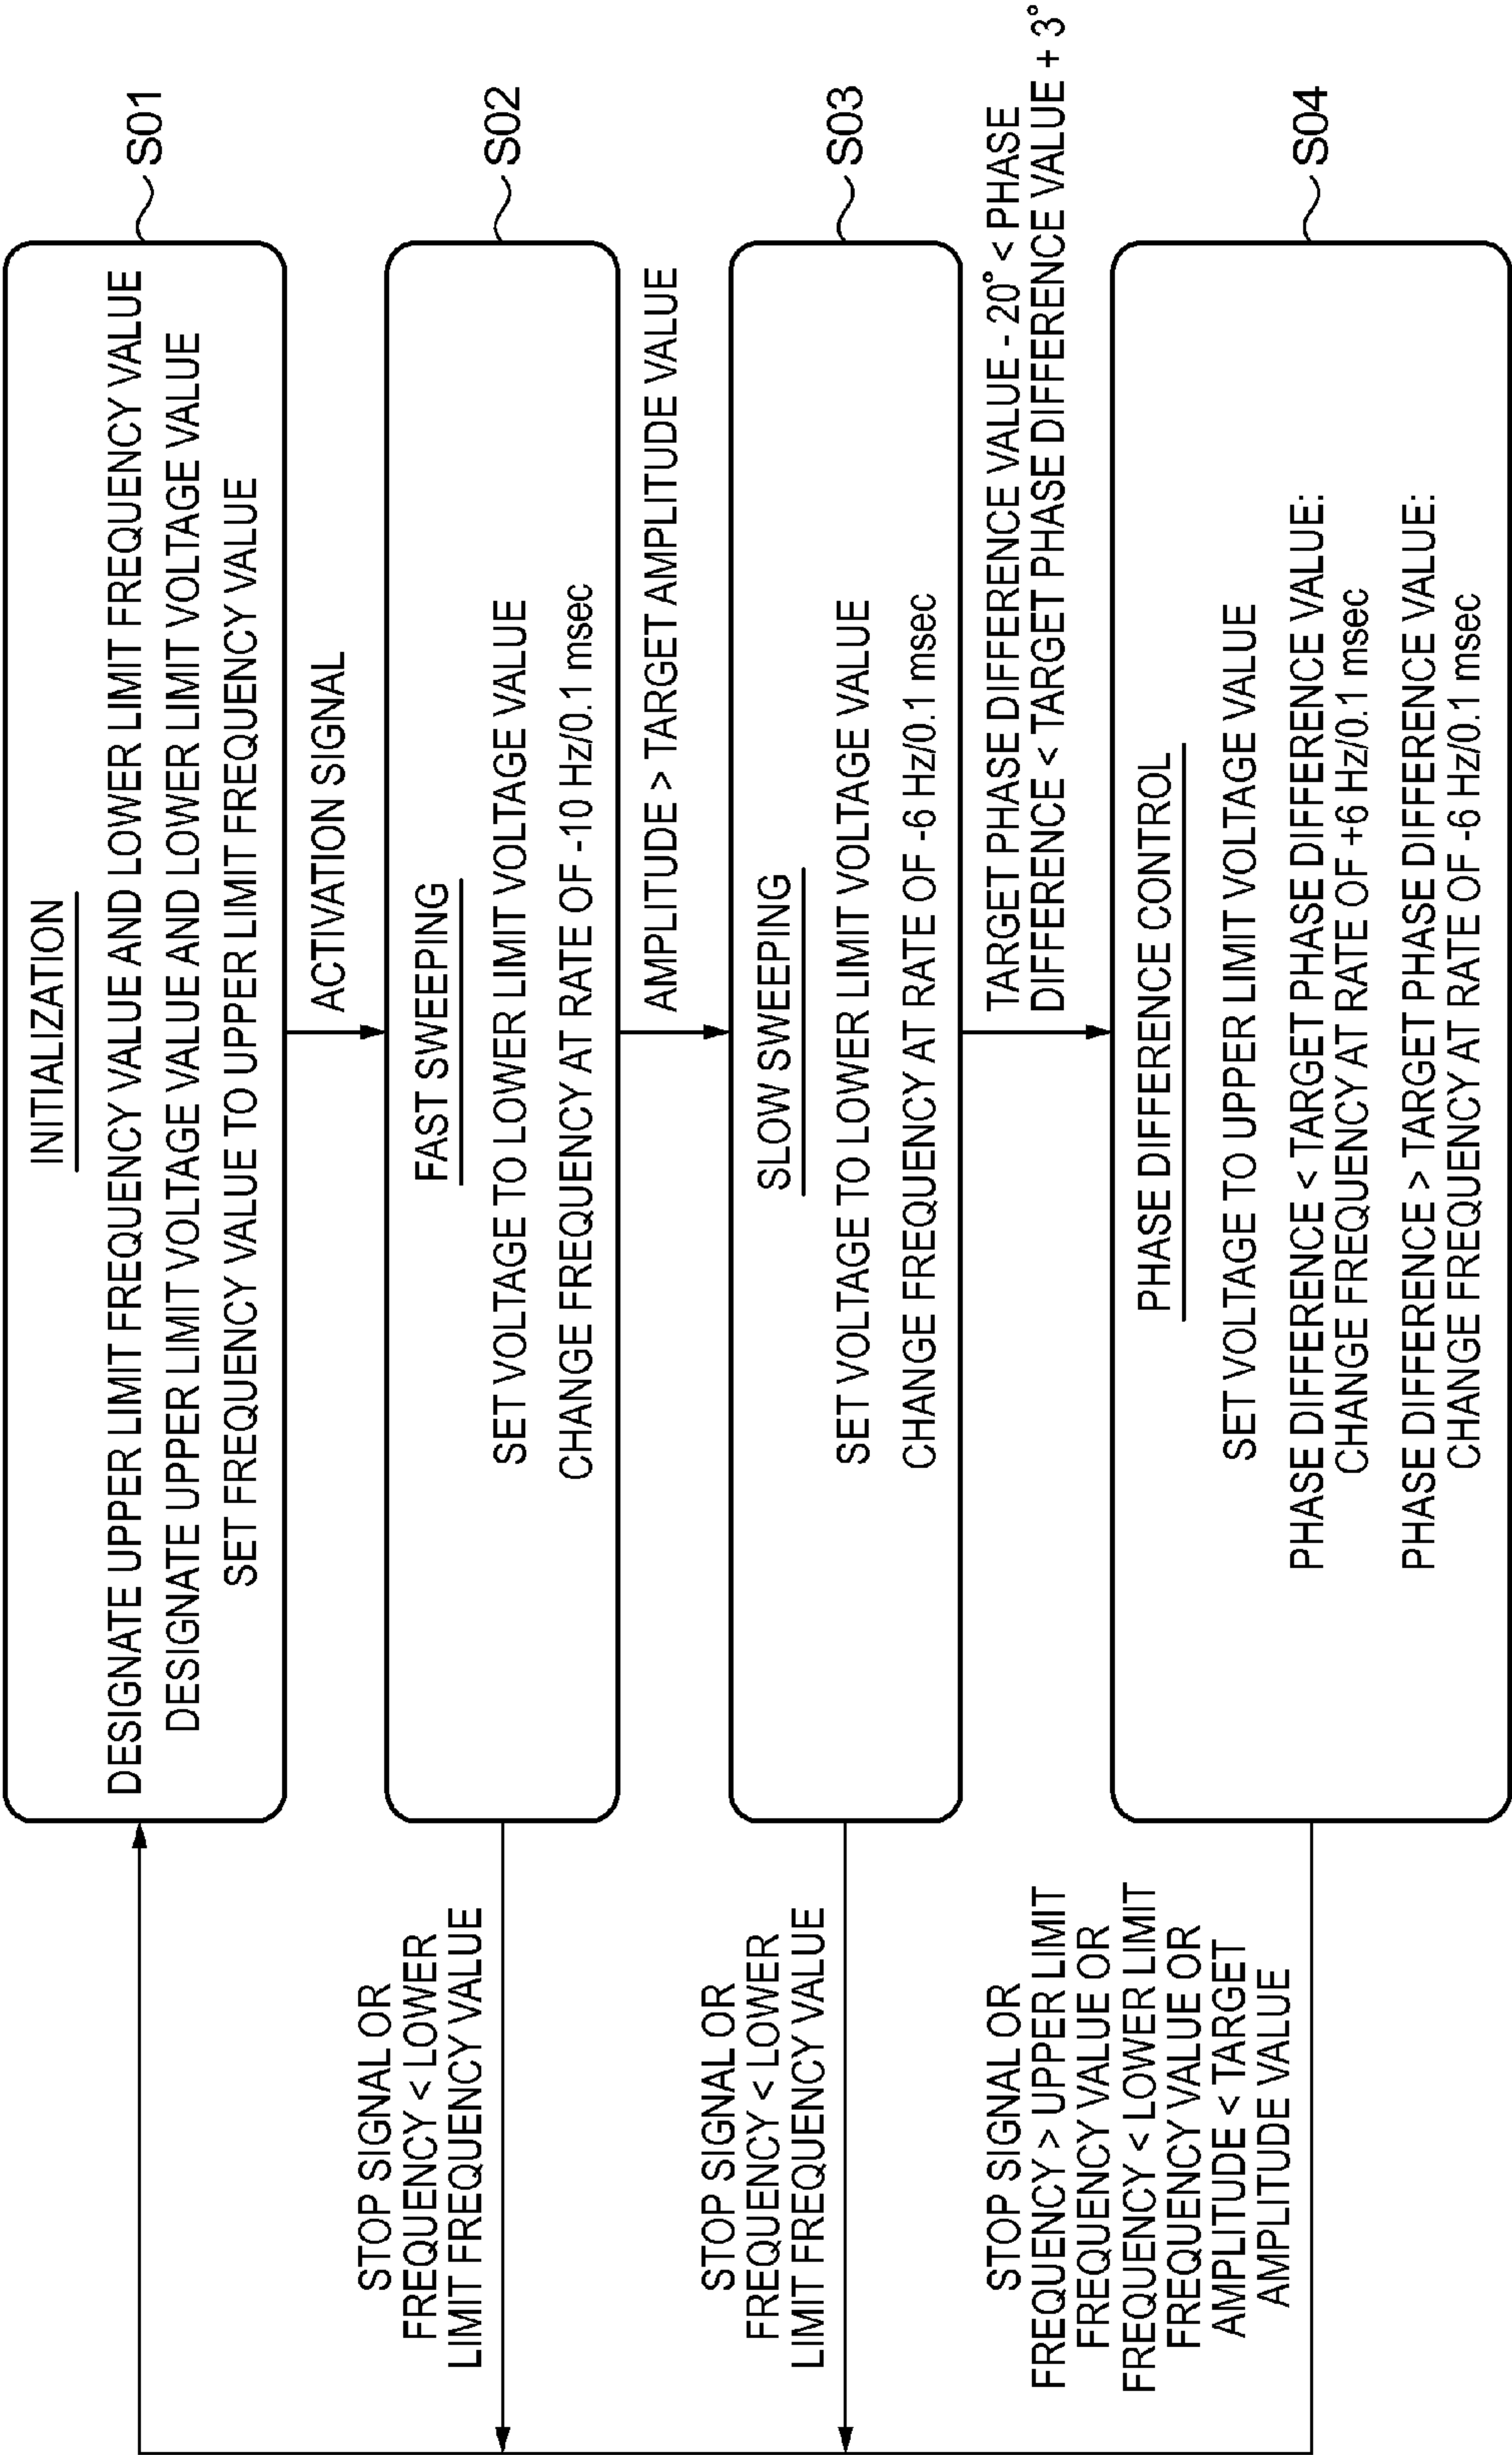 INITIALIZATION
DESIGNATE UPPER LIMIT FREQUENCY VALUE AND LOWER LIMIT FREQUENCY VALUE
DESIGNATE UPPER LIMIT VOLTAGE VALUE AND LOWER LIMIT VOLTAGE VALUE
SET FREQUENCY VALUE TO UPPER LIMIT FREQUENCY VALUE
S01
ACTIVATION SIGNAL
STOP SIGNAL OR
FREQUENCY < LOWER
LIMIT FREQUENCY VALUE
FAST SWEEPING
SET VOLTAGE TO LOWER LIMIT VOLTAGE VALUE
CHANGE FREQUENCY AT RATE OF -10 Hz/0.1 msec
S02
AMPLITUDE > TARGET AMPLITUDE VALUE
STOP SIGNAL OR
FREQUENCY < LOWER
LIMIT FREQUENCY VALUE
SLOW SWEEPING
SET VOLTAGE TO LOWER LIMIT VOLTAGE VALUE
CHANGE FREQUENCY AT RATE OF -6 Hz/0.1 msec
S03
TARGET PHASE DIFFERENCE VALUE - 20° < PHASE
DIFFERENCE < TARGET PHASE DIFFERENCE VALUE + 3°
STOP SIGNAL OR
FREQUENCY > UPPER LIMIT
FREQUENCY VALUE OR
FREQUENCY < LOWER LIMIT
FREQUENCY VALUE OR
AMPLITUDE < TARGET
AMPLITUDE VALUE
PHASE DIFFERENCE CONTROL
SET VOLTAGE TO UPPER LIMIT VOLTAGE VALUE
PHASE DIFFERENCE < TARGET PHASE DIFFERENCE VALUE:
CHANGE FREQUENCY AT RATE OF +6 Hz/0.1 msec
PHASE DIFFERENCE > TARGET PHASE DIFFERENCE VALUE:
CHANGE FREQUENCY AT RATE OF -6 Hz/0.1 msec
S04